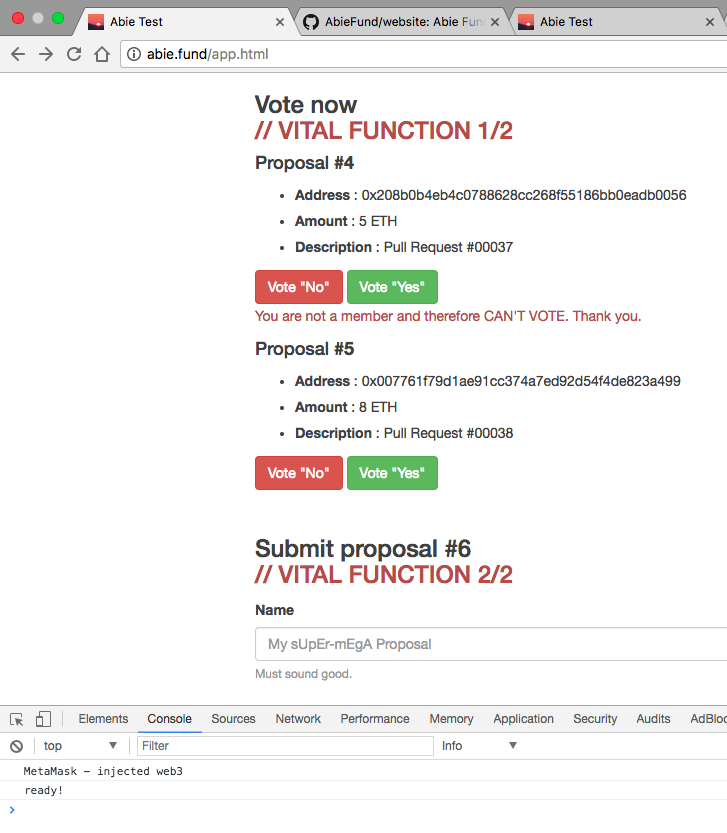 Abie Test
AbieFund/website: Abie Fun
Abie Test
abie.fund/app.html
Vote now
// VITAL FUNCTION 1/2
Proposal #4
• Address : 0x208b0b4eb4c0788628cc268f55186bb0eadb0056
• Amount : 5 ETH
• Description : Pull Request #00037
Vote "No" Vote "Yes"
You are not a member and therefore CAN'T VOTE. Thank you.
Proposal #5
• Address : 0x007761f79d1ae91cc374a7ed92d54f4de823a499
• Amount : 8 ETH
• Description : Pull Request #00038
Vote "No" Vote "Yes"
Submit proposal #6
// VITAL FUNCTION 2/2
Name
My sUpEr-mEgA Proposal
Must sound good.
Elements Console Sources Network Performance Memory Application Security Audits AdBloc
top Filter Info
MetaMask - injected web3
ready!